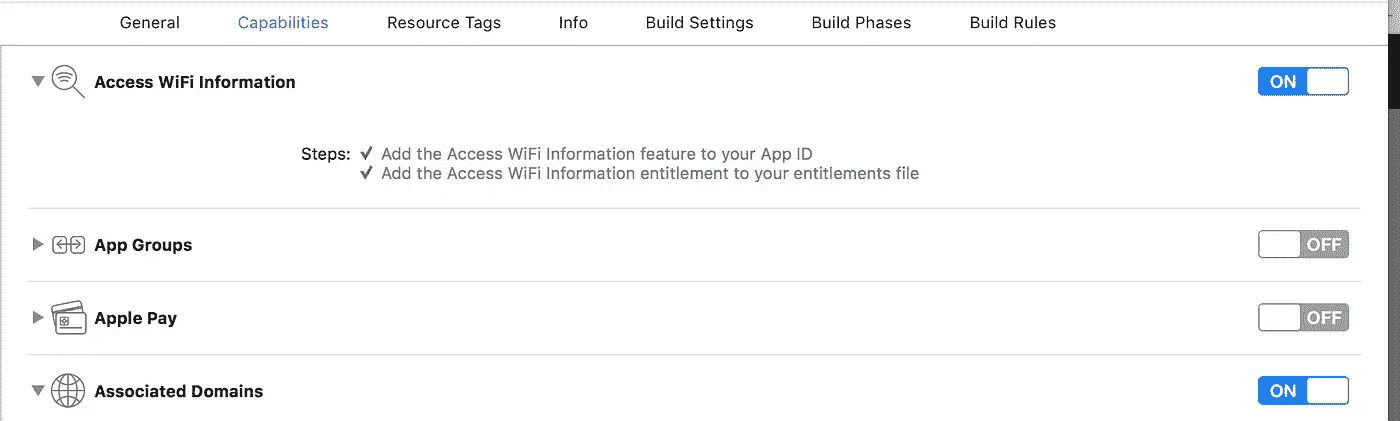 General Capabilities Resource Tags Info Build Settings Build Phases Build Rules
Access WiFi Information ON
Steps: ✓ Add the Access WiFi Information feature to your App ID
✓ Add the Access WiFi Information entitlement to your entitlements file
App Groups OFF
Apple Pay OFF
Associated Domains ON